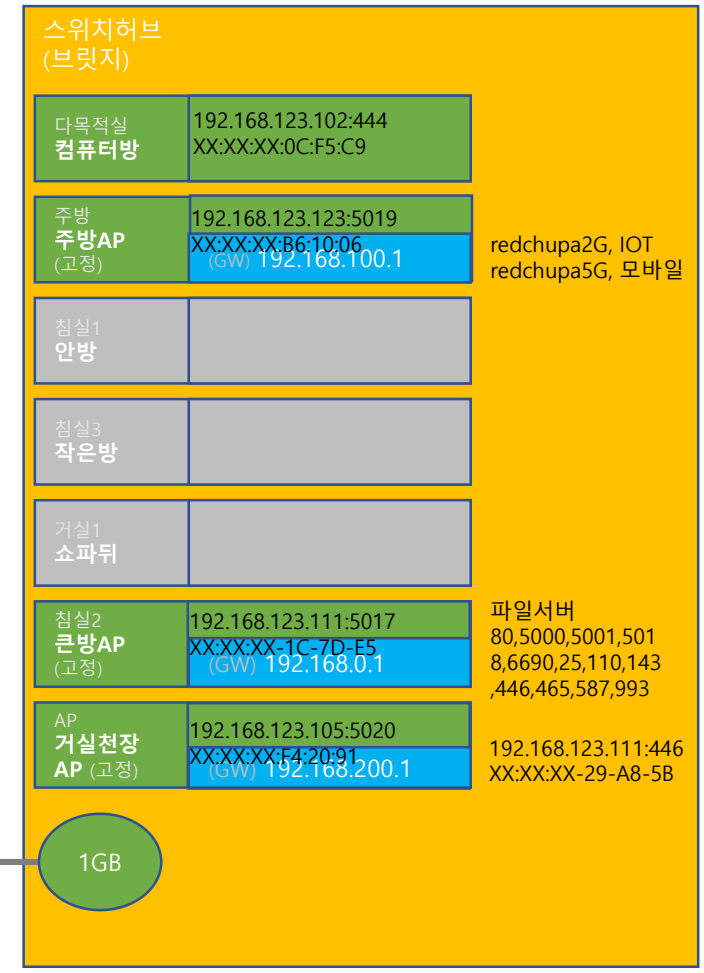 스위치허브
(브릿지)
다목적실
컴퓨터방
192.168.123.102:444
XX:XX:XX:0C:F5:C9
주방
주방AP
(고정)
192.168.123.123:5019
XX:XX:XX:B6:10:06
(GW) 192.168.100.1
redchupa2G, IOT
redchupa5G, 모바일
침실1
안방
침실3
작은방
거실1
쇼파뒤
침실2
큰방AP
(고정)
192.168.123.111:5017
XX:XX:XX-1C-7D-E5
(GW) 192.168.0.1
파일서버
80,5000,5001,501
8,6690,25,110,143
,446,465,587,993
AP
거실천장
AP (고정)
192.168.123.105:5020
XX:XX:XX:F4:20:91
(GW) 192.168.200.1
192.168.123.111:446
XX:XX:XX-29-A8-5B
1GB